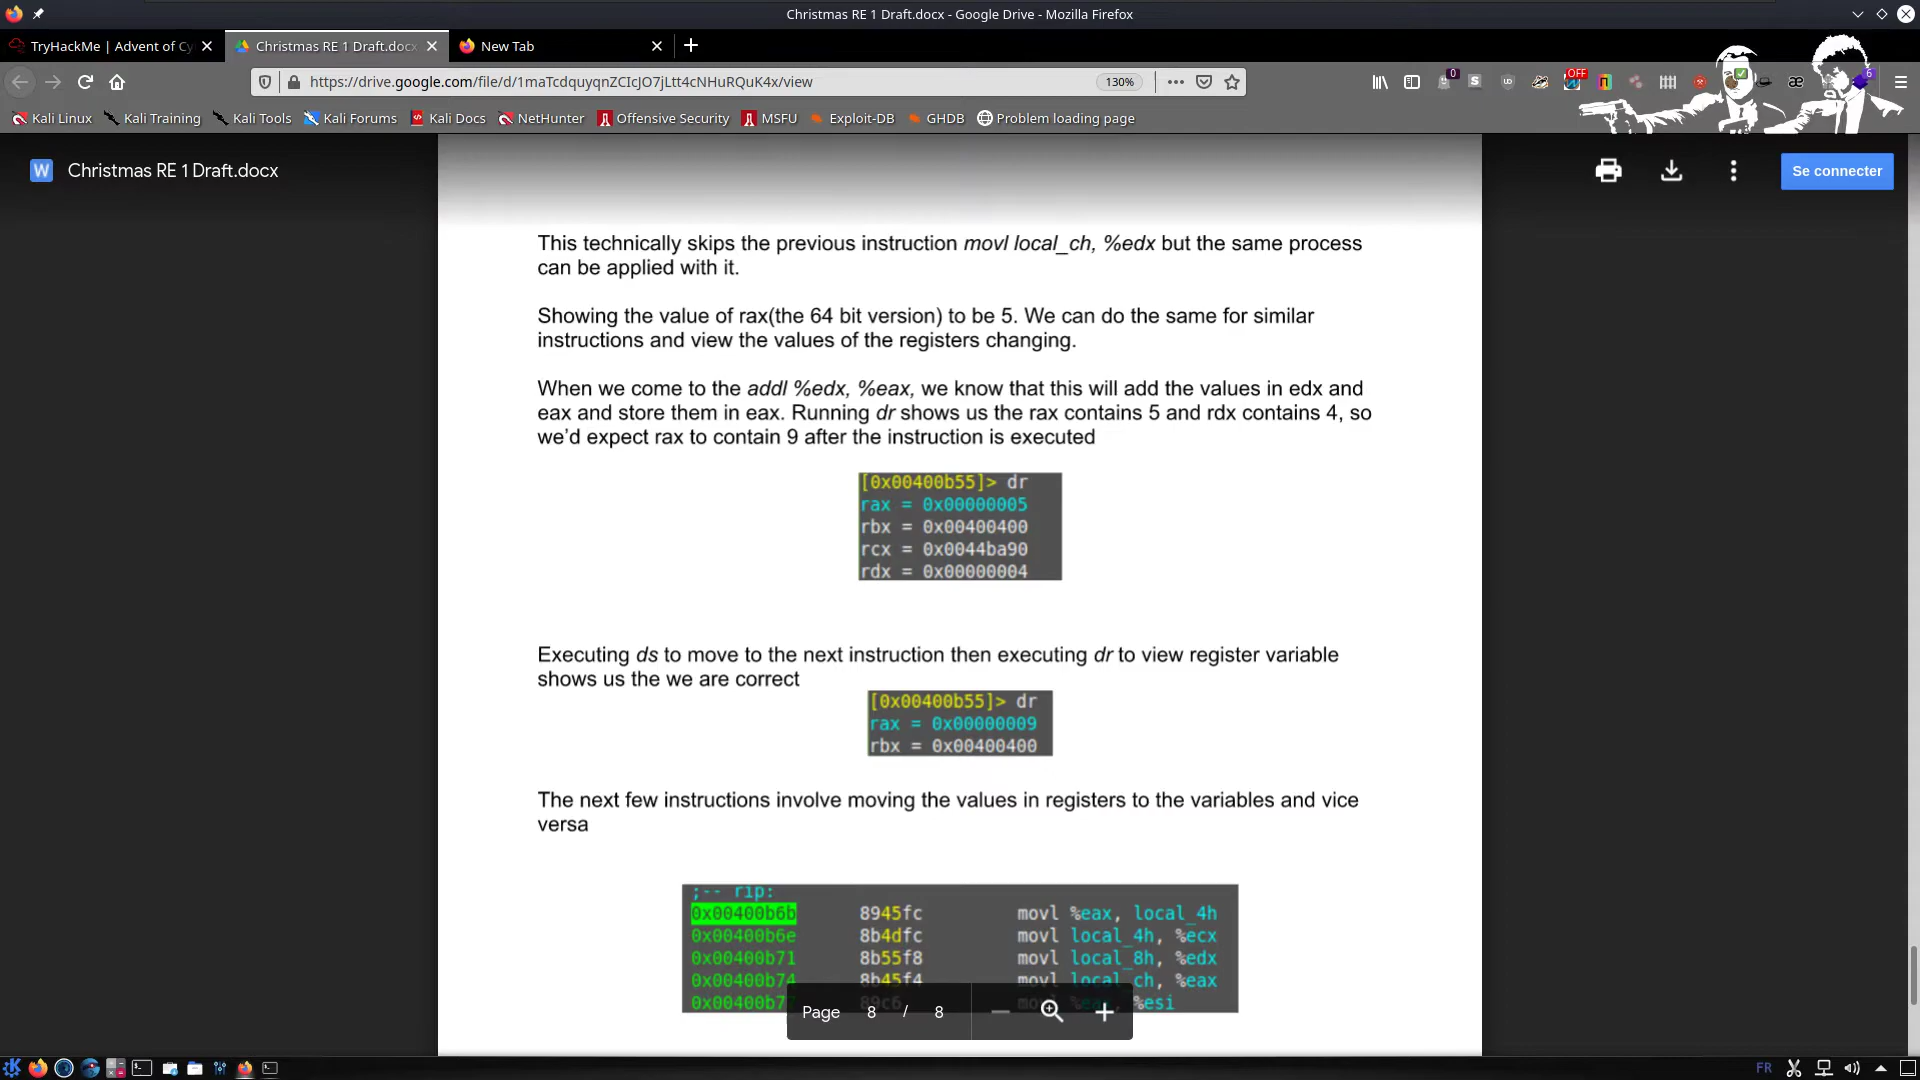 Christmas RE 1 Draft.docx - Google Drive - Mozilla Firefox
TryHackMe | Advent of Cy
Christmas RE 1 Draft.docx
New Tab
https://drive.google.com/file/d/1maTcdquyqnZCIcJO7jLtt4cNHuRQuK4x/view
130%
0
OFF
6
Kali Linux
Kali Training
Kali Tools
Kali Forums
Kali Docs
NetHunter
Offensive Security
MSFU
Exploit-DB
GHDB
Problem loading page
W
Christmas RE 1 Draft.docx
Se connecter
This technically skips the previous instruction movl local_ch, %edx but the same process
can be applied with it.
Showing the value of rax(the 64 bit version) to be 5. We can do the same for similar
instructions and view the values of the registers changing.
When we come to the addl %edx, %eax, we know that this will add the values in edx and
eax and store them in eax. Running dr shows us the rax contains 5 and rdx contains 4, so
we'd expect rax to contain 9 after the instruction is executed
[0x00400b55]> dr
rax = 0x00000005
rbx = 0x00400400
rcx = 0x0044ba90
rdx = 0x00000004
Executing ds to move to the next instruction then executing dr to view register variable
shows us the we are correct
[0x00400b55]> dr
rax = 0x00000009
rbx = 0x00400400
The next few instructions involve moving the values in registers to the variables and vice
versa
;-- rip:
0x00400b6b 8945fc movl %eax, local_4h
0x00400b6e 8b4dfc movl local_4h, %ecx
0x00400b71 8b55f8 movl local_8h, %edx
0x00400b74 8b45f4 movl local_ch, %eax
0x00400b77 89c6 movl %eax, %esi
Page 8 / 8
FR